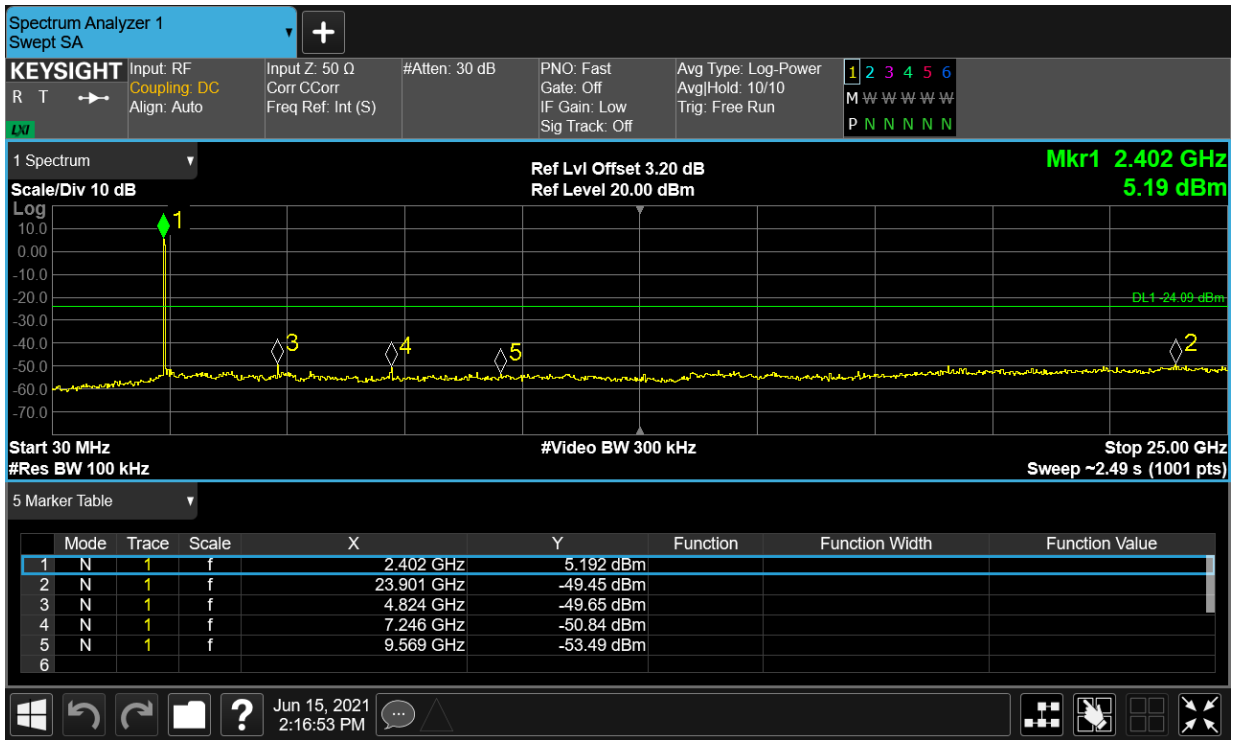 Spectrum Analyzer 1
Swept SA
KEYSIGHT
R T
LXI
Input: RF
Coupling: DC
Align: Auto
Input Z: 50 Ω
Corr CCorr
Freq Ref: Int (S)
#Atten: 30 dB
PNO: Fast
Gate: Off
IF Gain: Low
Sig Track: Off
Avg Type: Log-Power
Avg|Hold: 10/10
Trig: Free Run
1 2 3 4 5 6
M W W W W W
P N N N N N
1 Spectrum
Scale/Div 10 dB
Ref Lvl Offset 3.20 dB
Ref Level 20.00 dBm
Mkr1 2.402 GHz
5.19 dBm
Log
10.0
0.00
-10.0
-20.0
-30.0
-40.0
-50.0
-60.0
-70.0
1
DL1 -24.09 dBm
3
4
5
2
Start 30 MHz
#Video BW 300 kHz
Stop 25.00 GHz
#Res BW 100 kHz
Sweep ~2.49 s (1001 pts)
5 Marker Table
Mode Trace Scale X Y Function Function Width Function Value
1 N 1 f 2.402 GHz 5.192 dBm
2 N 1 f 23.901 GHz -49.45 dBm
3 N 1 f 4.824 GHz -49.65 dBm
4 N 1 f 7.246 GHz -50.84 dBm
5 N 1 f 9.569 GHz -53.49 dBm
6
?
Jun 15, 2021
2:16:53 PM